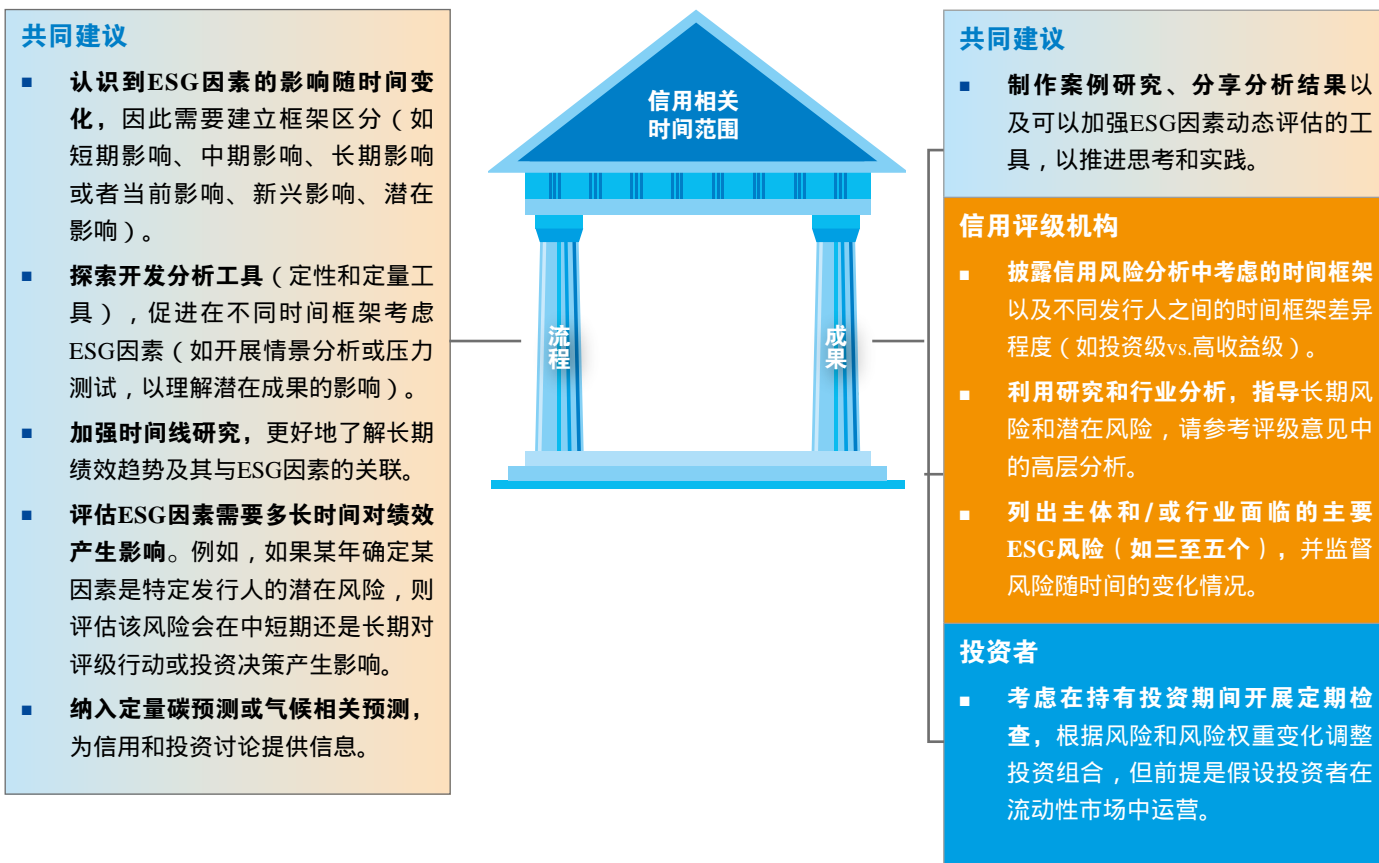 共同建议
■ 认识到ESG因素的影响随时间变
化，因此需要建立框架区分（如
短期影响、中期影响、长期影响
或者当前影响、新兴影响、潜在
影响）。
■ 探索开发分析工具（定性和定量工
具），促进在不同时间框架考虑
ESG因素（如开展情景分析或压力
测试，以理解潜在成果的影响）。
■ 加强时间线研究，更好地了解长期
绩效趋势及其与ESG因素的关联。
■ 评估ESG因素需要多长时间对绩效
产生影响。例如，如果某年确定某
因素是特定发行人的潜在风险，则
评估该风险会在中短期还是长期对
评级行动或投资决策产生影响。
■ 纳入定量碳预测或气候相关预测，
为信用和投资讨论提供信息。
信用相关
时间范围
流程
成果
共同建议
■ 制作案例研究、分享分析结果以
及可以加强ESG因素动态评估的工
具，以推进思考和实践。
信用评级机构
■ 披露信用风险分析中考虑的时间框架
以及不同发行人之间的时间框架差异
程度（如投资级vs.高收益级）。
■ 利用研究和行业分析，指导长期风
险和潜在风险，请参考评级意见中
的高层分析。
■ 列出主体和/或行业面临的主要
ESG风险（如三至五个），并监督
风险随时间的变化情况。
投资者
■ 考虑在持有投资期间开展定期检
查，根据风险和风险权重变化调整
投资组合，但前提是假设投资者在
流动性市场中运营。